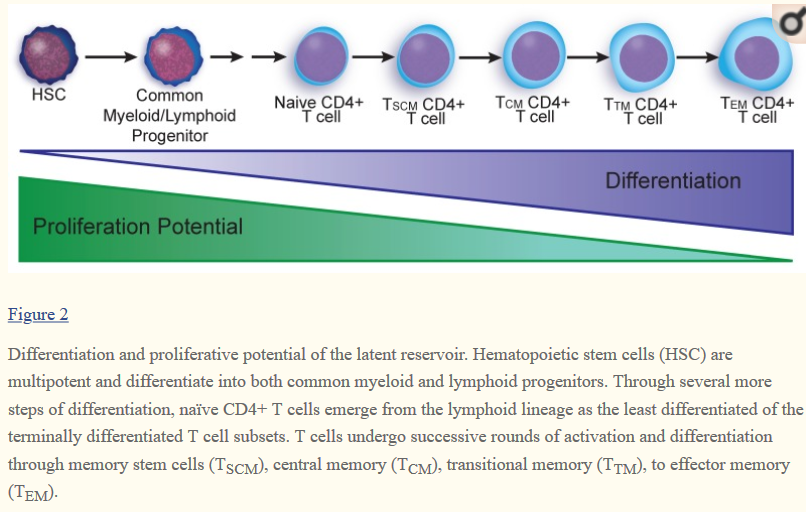 HSC
Common
Myeloid/Lymphoid
Progenitor
Naive CD4+
T cell
TSCM CD4+
T cell
TCM CD4+
T cell
TTM CD4+
T cell
TEM CD4+
T cell
Differentiation
Proliferation Potential
Figure 2
Differentiation and proliferative potential of the latent reservoir. Hematopoietic stem cells (HSC) are
multipotent and differentiate into both common myeloid and lymphoid progenitors. Through several more
steps of differentiation, naïve CD4+ T cells emerge from the lymphoid lineage as the least differentiated of the
terminally differentiated T cell subsets. T cells undergo successive rounds of activation and differentiation
through memory stem cells (TSCM), central memory (TCM), transitional memory (TTM), to effector memory
(TEM).